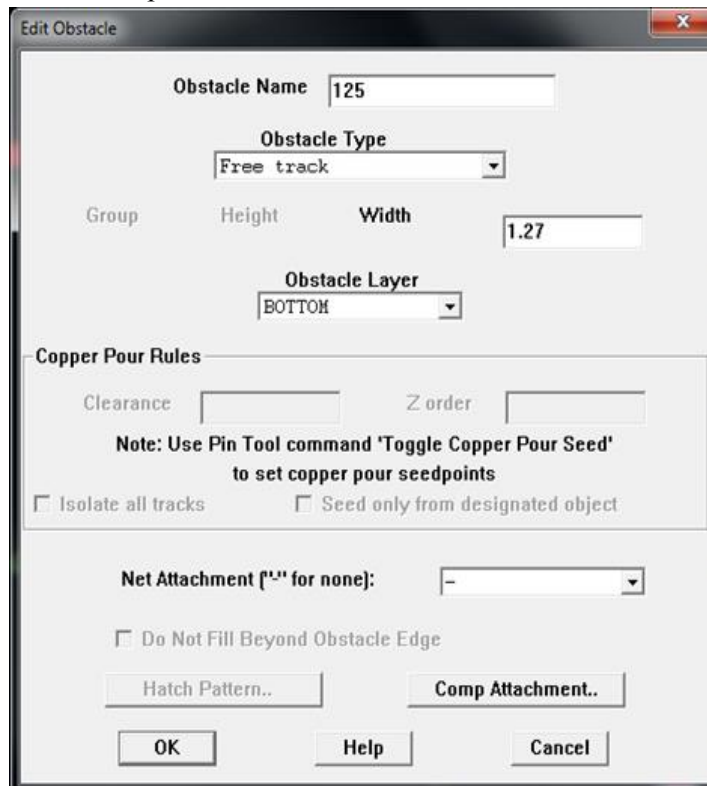 Edit Obstacle
Obstacle Name 125
Obstacle Type
Free track
Group Height Width 1.27
Obstacle Layer
BOTTOM
Copper Pour Rules
Clearance Z order
Note: Use Pin Tool command 'Toggle Copper Pour Seed'
to set copper pour seedpoints
Isolate all tracks Seed only from designated object
Net Attachment ("-" for none): -
Do Not Fill Beyond Obstacle Edge
Hatch Pattern.. Comp Attachment..
OK Help Cancel